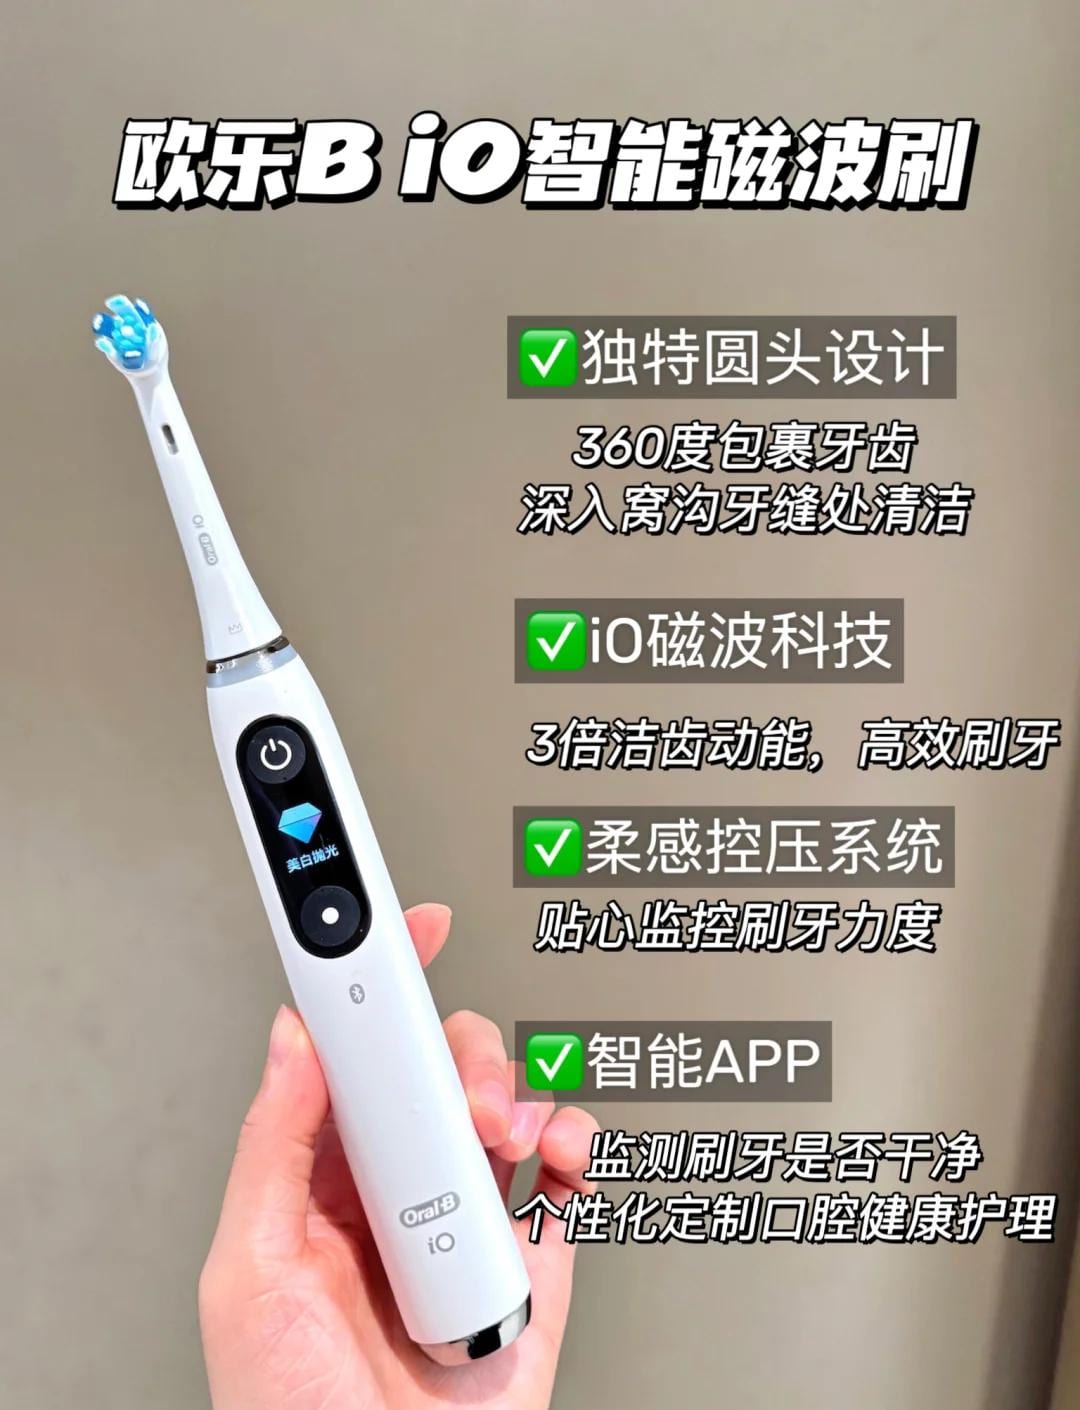 欧乐B iO智能磁波刷
✅独特圆头设计
360度包裹牙齿
深入窝沟牙缝处清洁
✅iO磁波科技
3倍洁齿动能，高效刷牙
✅柔感控压系统
贴心监控刷牙力度
✅智能APP
监测刷牙是否干净
个性化定制口腔健康护理
Oral-B iO
美白抛光
Oral-B
iO